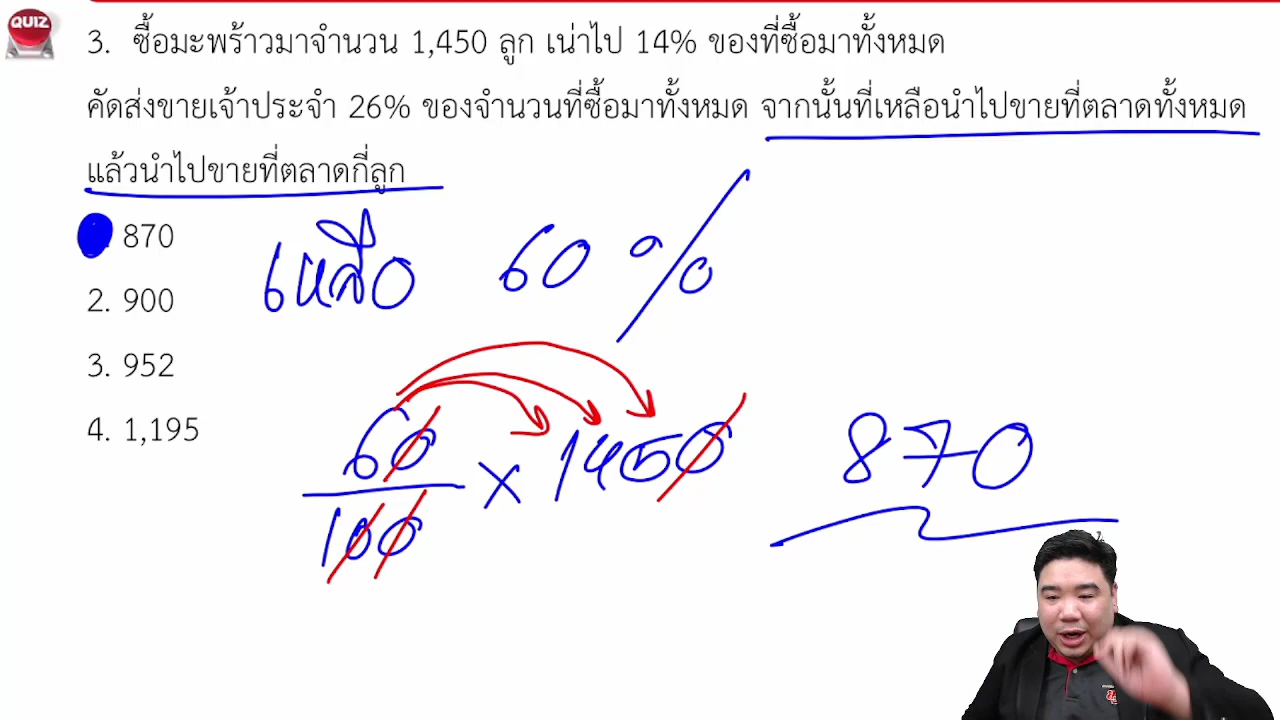 QUIZ
3. ซื้อมะพร้าวมาจำนวน 1,450 ลูก เน่าไป 14% ของที่ซื้อมาทั้งหมด
คัดส่งขายเจ้าประจำ 26% ของจำนวนที่ซื้อมาทั้งหมด จากนั้นที่เหลือนำไปขายที่ตลาดทั้งหมด
แล้วนำไปขายที่ตลาดกี่ลูก
870
2. 900
3. 952
4. 1,195
เหลือ 60 %
60
100
× 1450
870